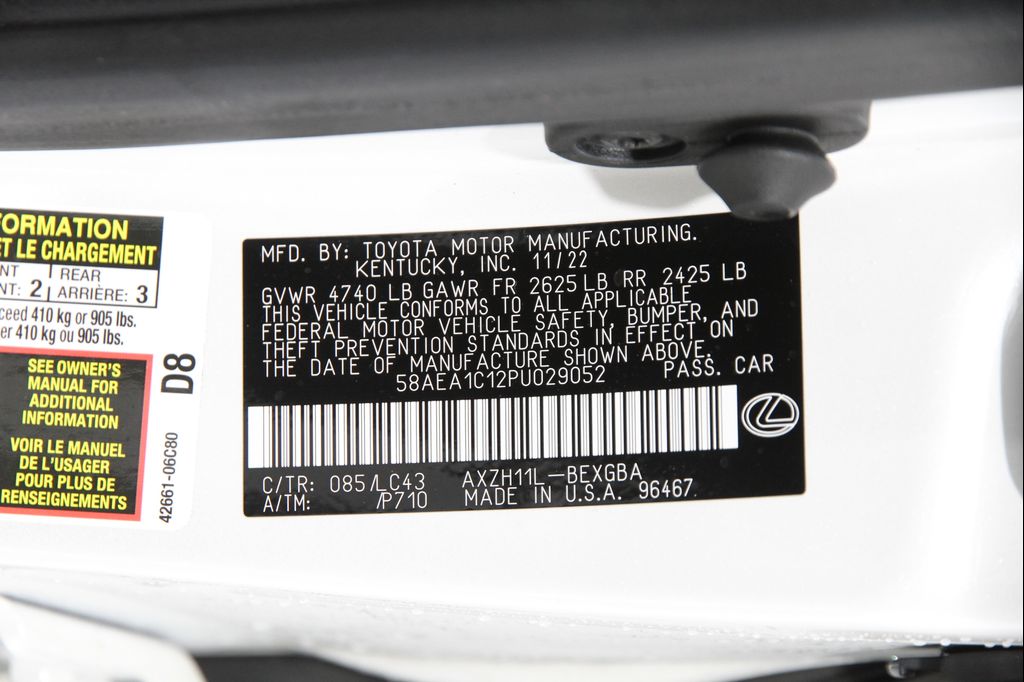 FORMATION
ET LE CHARGEMENT
NT 2 REAR
NT: 2 ARRIÈRE: 3
ceed 410 kg or 905 lbs.
er 410 kg ou 905 lbs.
SEE OWNER'S
MANUAL FOR
ADDITIONAL
INFORMATION
VOIR LE MANUEL
DE L'USAGER
POUR PLUS DE
RENSEIGNEMENTS
D8
42661-06C80
MFD. BY: TOYOTA MOTOR MANUFACTURING.
KENTUCKY, INC. 11/22
GVWR 4740 LB GAWR FR 2625 LB RR 2425 LB
THIS VEHICLE CONFORMS TO ALL APPLICABLE
FEDERAL MOTOR VEHICLE SAFETY, BUMPER, AND
THEFT PREVENTION STANDARDS IN EFFECT ON
THE DATE OF MANUFACTURE SHOWN ABOVE.
58AEA1C12PU029052 PASS. CAR
C/TR: 085/LC43 AXZH11L-BEXGBA
A/TM: /P710 MADE IN U.S.A. 96467